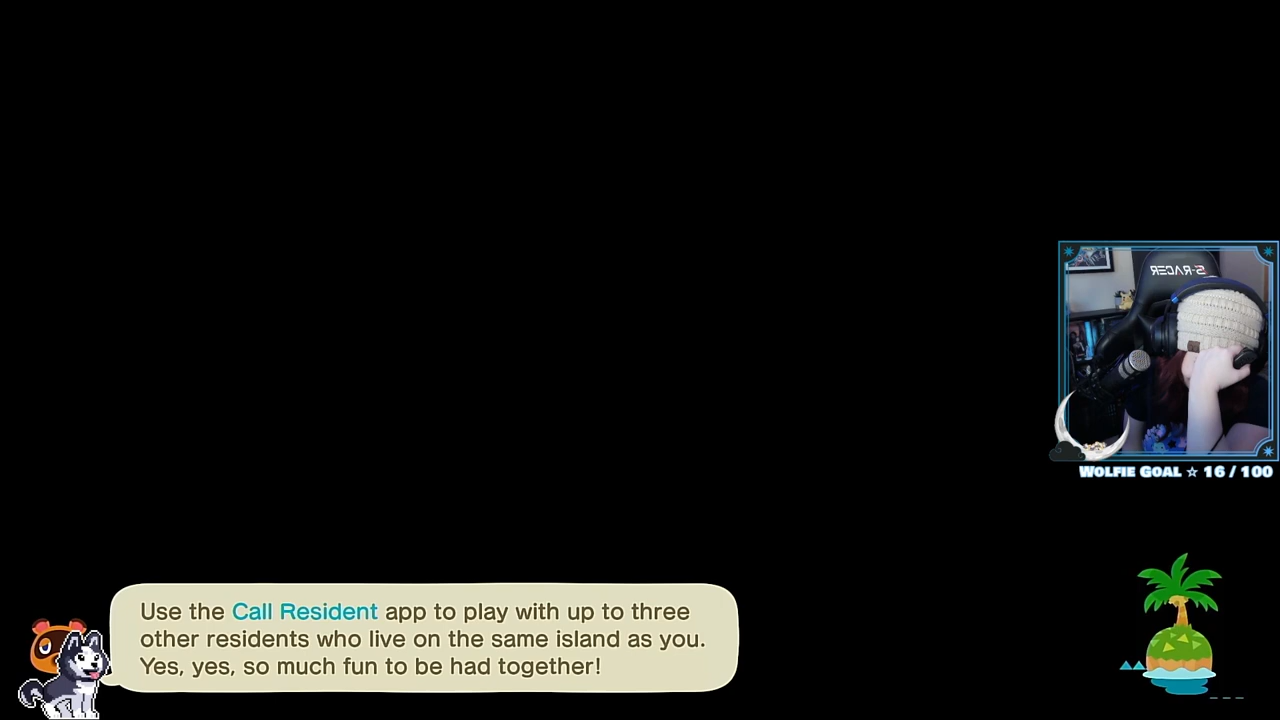 S-RACER
WOLFIE GOAL ☆ 16 / 100
Use the Call Resident app to play with up to three
other residents who live on the same island as you.
Yes, yes, so much fun to be had together!